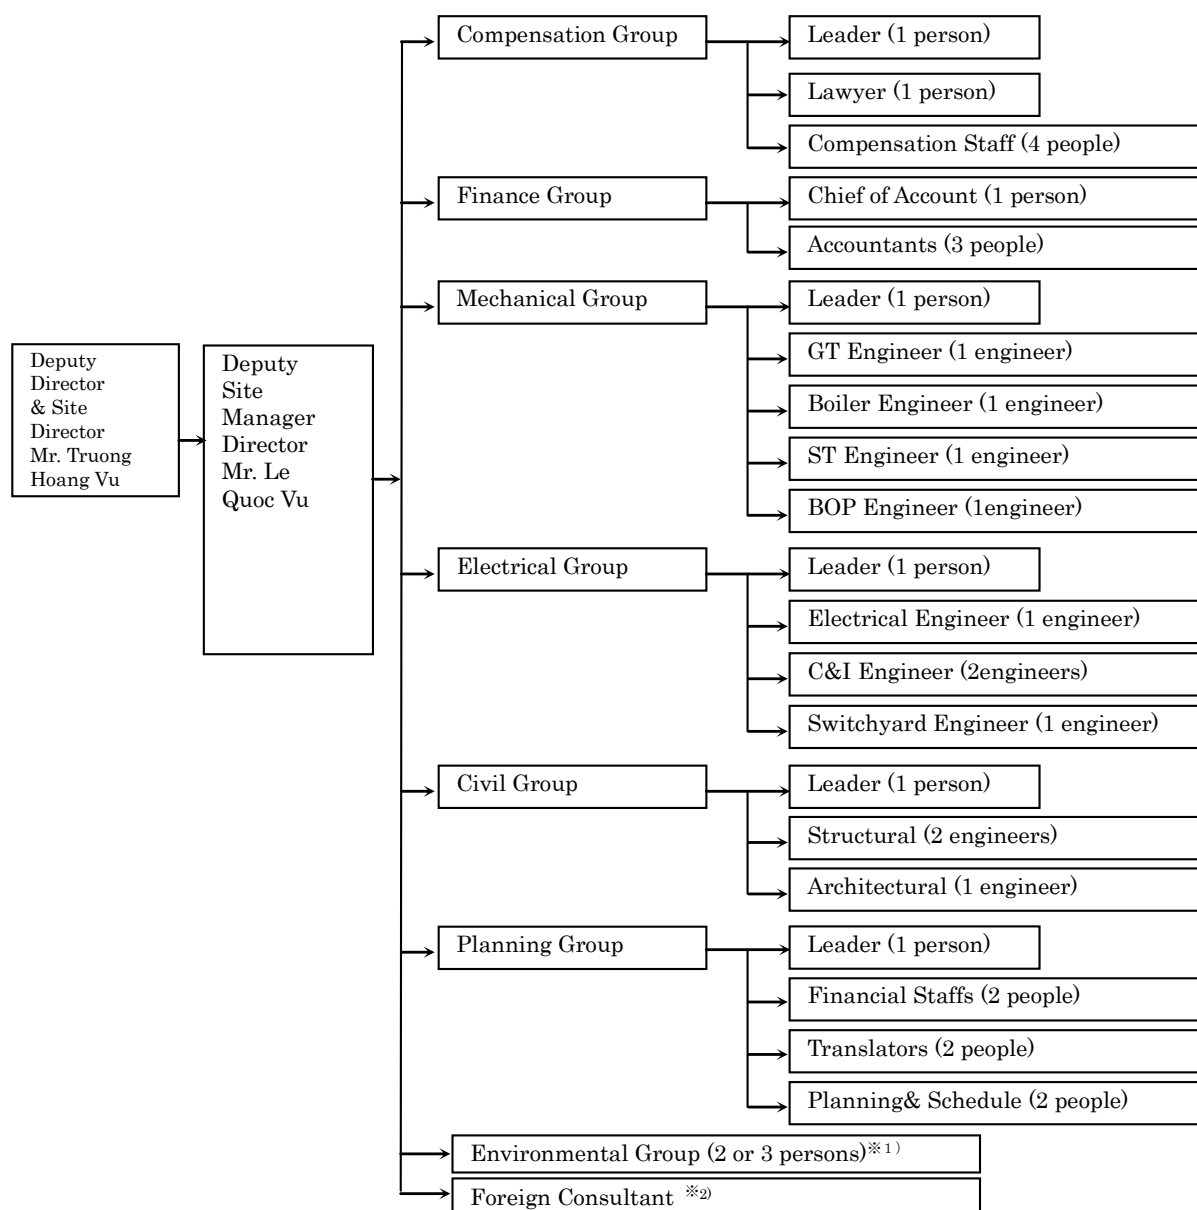 Compensation Group
Leader (1 person)
Lawyer (1 person)
Compensation Staff (4 people)
Finance Group
Chief of Account (1 person)
Accountants (3 people)
Mechanical Group
Leader (1 person)
GT Engineer (1 engineer)
Boiler Engineer (1 engineer)
ST Engineer (1 engineer)
BOP Engineer (1engineer)
Deputy
Director
& Site
Director
Mr. Truong
Hoang Vu
Deputy
Site
Manager
Director
Mr. Le
Quoc Vu
Electrical Group
Leader (1 person)
Electrical Engineer (1 engineer)
C&I Engineer (2engineers)
Switchyard Engineer (1 engineer)
Civil Group
Leader (1 person)
Structural (2 engineers)
Architectural (1 engineer)
Planning Group
Leader (1 person)
Financial Staffs (2 people)
Translators (2 people)
Planning& Schedule (2 people)
Environmental Group (2 or 3 persons)※1)
Foreign Consultant ※2)